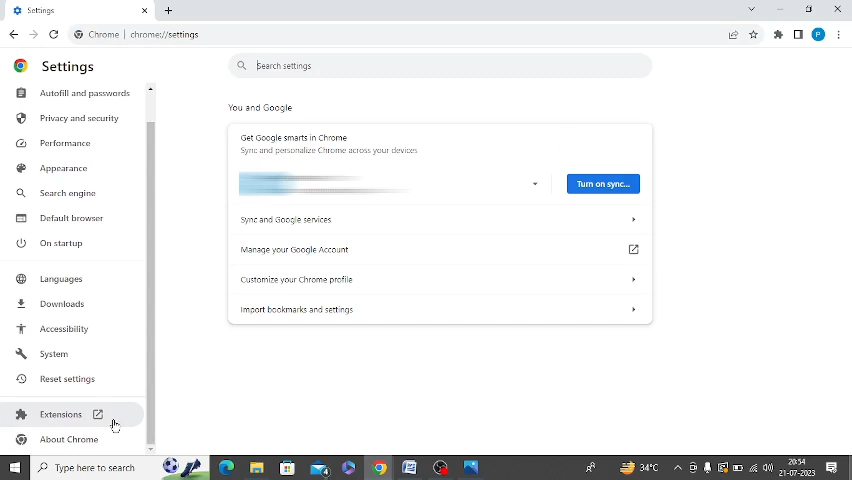 Settings
Chrome | chrome://settings
P
Settings
Search settings
Autofill and passwords
Privacy and security
Performance
Appearance
Search engine
Default browser
On startup
Languages
Downloads
Accessibility
System
Reset settings
Extensions
About Chrome
You and Google
Get Google smarts in Chrome
Sync and personalize Chrome across your devices
Turn on sync...
Sync and Google services
Manage your Google Account
Customize your Chrome profile
Import bookmarks and settings
Type here to search
4
34°C
20:54
21-07-2023